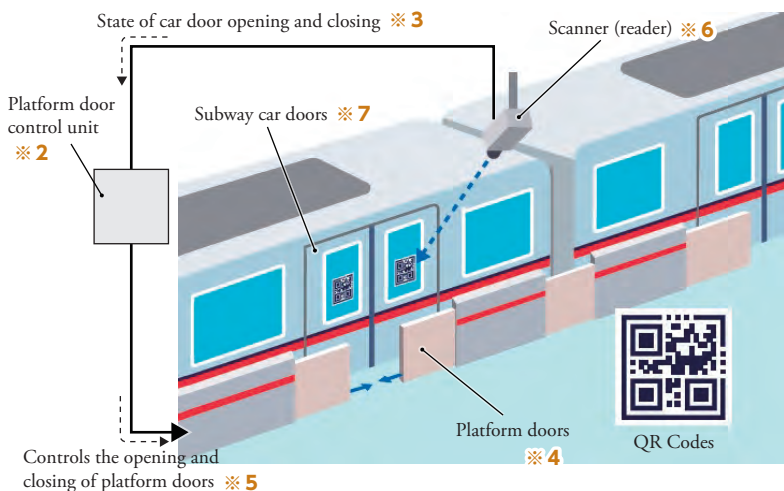 State of car door opening and closing ※3
Scanner (reader) ※6
Platform door
control unit
※2
Subway car doors ※7
Platform doors
※4
QR Codes
Controls the opening and
closing of platform doors ※5